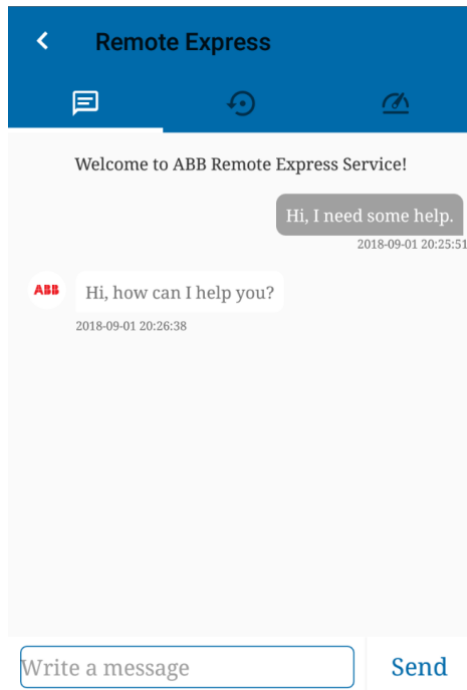 Remote Express
Welcome to ABB Remote Express Service!
Hi, I need some help.
2018-09-01 20:25:51
ABB
Hi, how can I help you?
2018-09-01 20:26:38
Write a message
Send